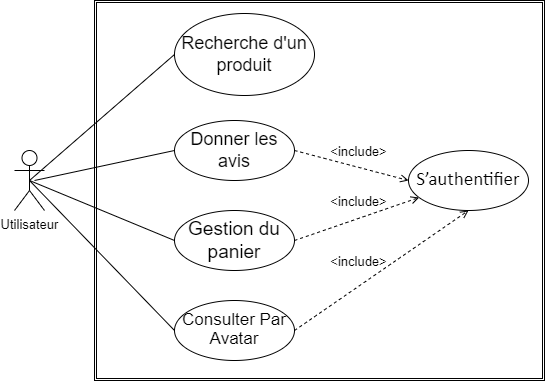 Recherche d'un
produit
Donner les
avis
<include>
S'authentifier
<include>
Utilisateur
Gestion du
panier
<include>
Consulter Par
Avatar